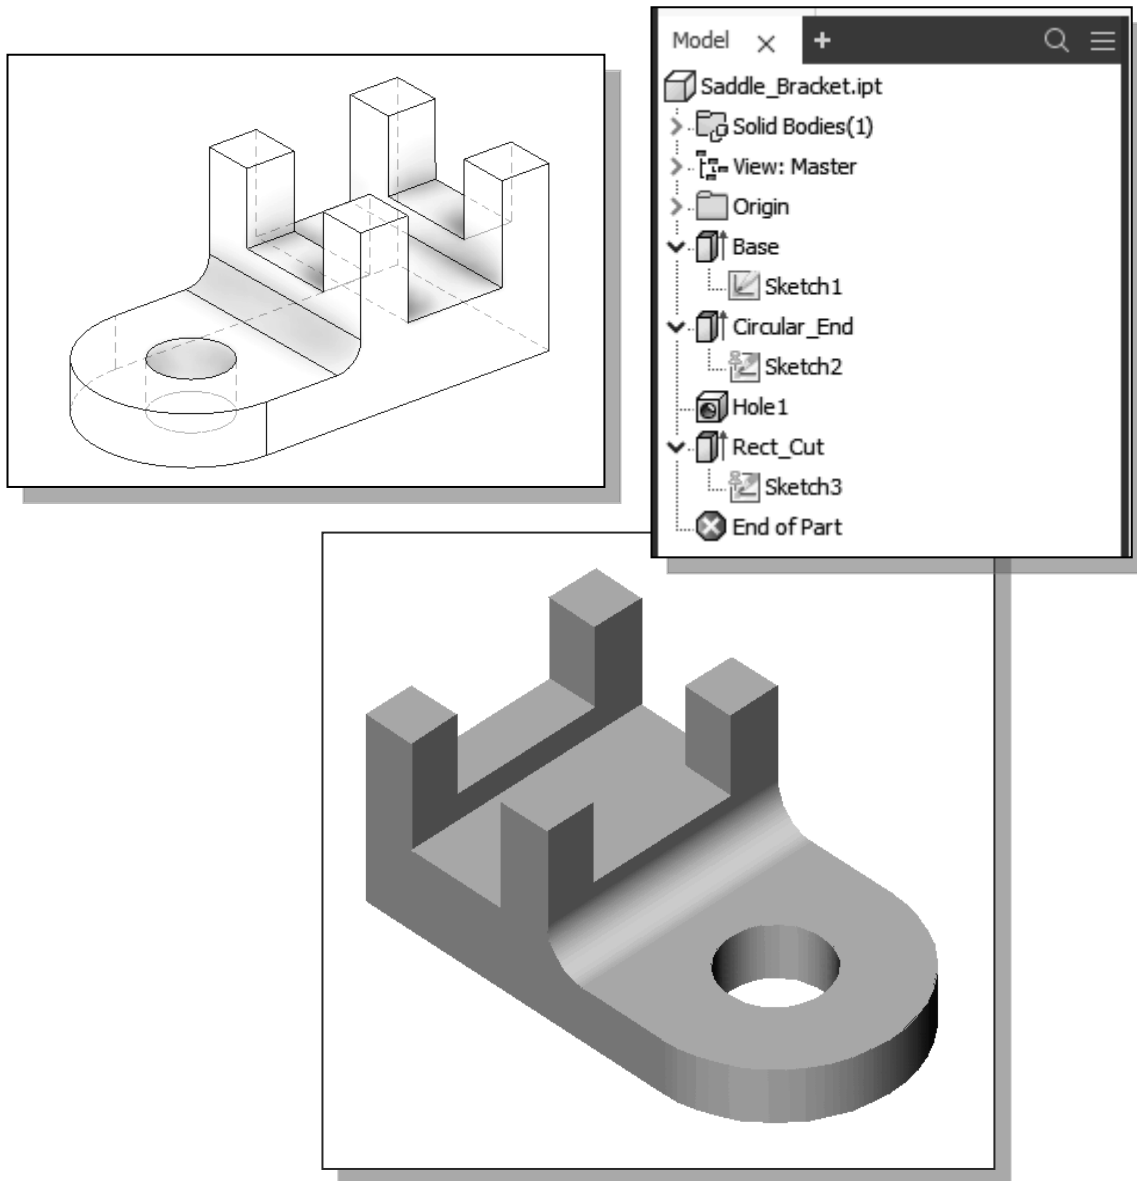 Model
Saddle_Bracket.ipt
Solid Bodies(1)
View: Master
Origin
Base
Sketch1
Circular_End
Sketch2
Hole1
Rect_Cut
Sketch3
End of Part